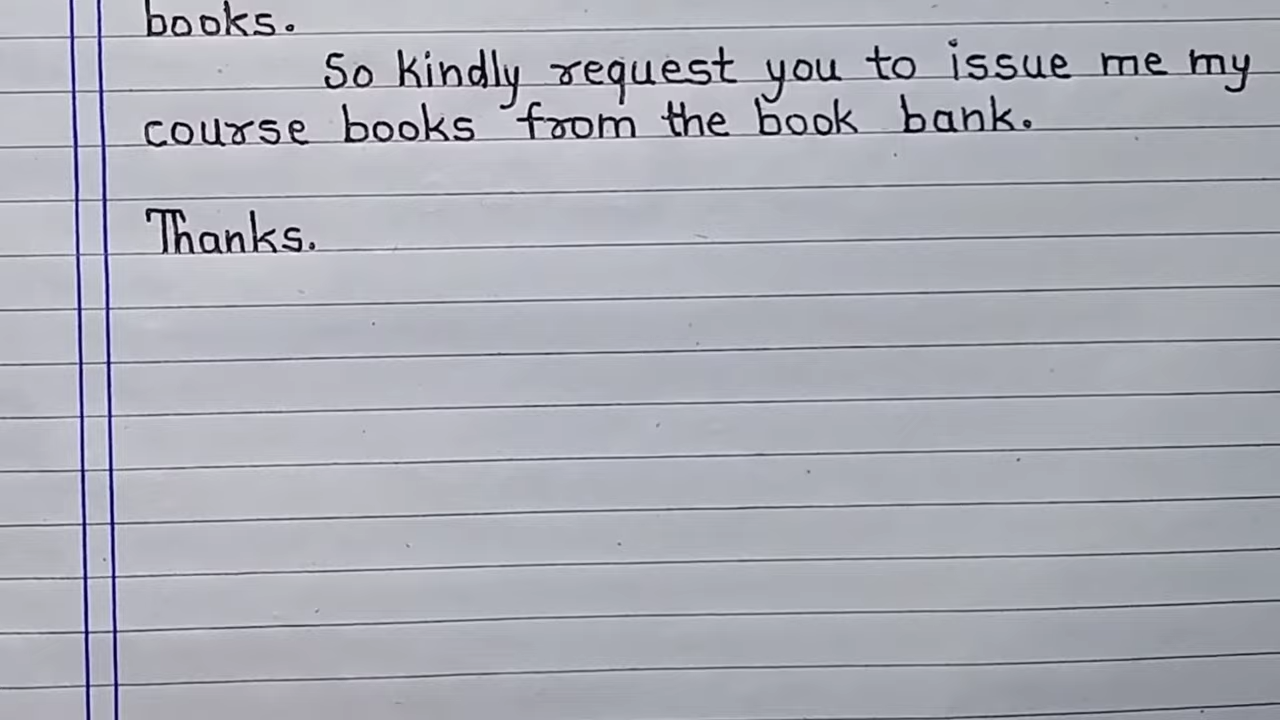 books.
So kindly request you to issue me my
course books from the book bank.
Thanks.